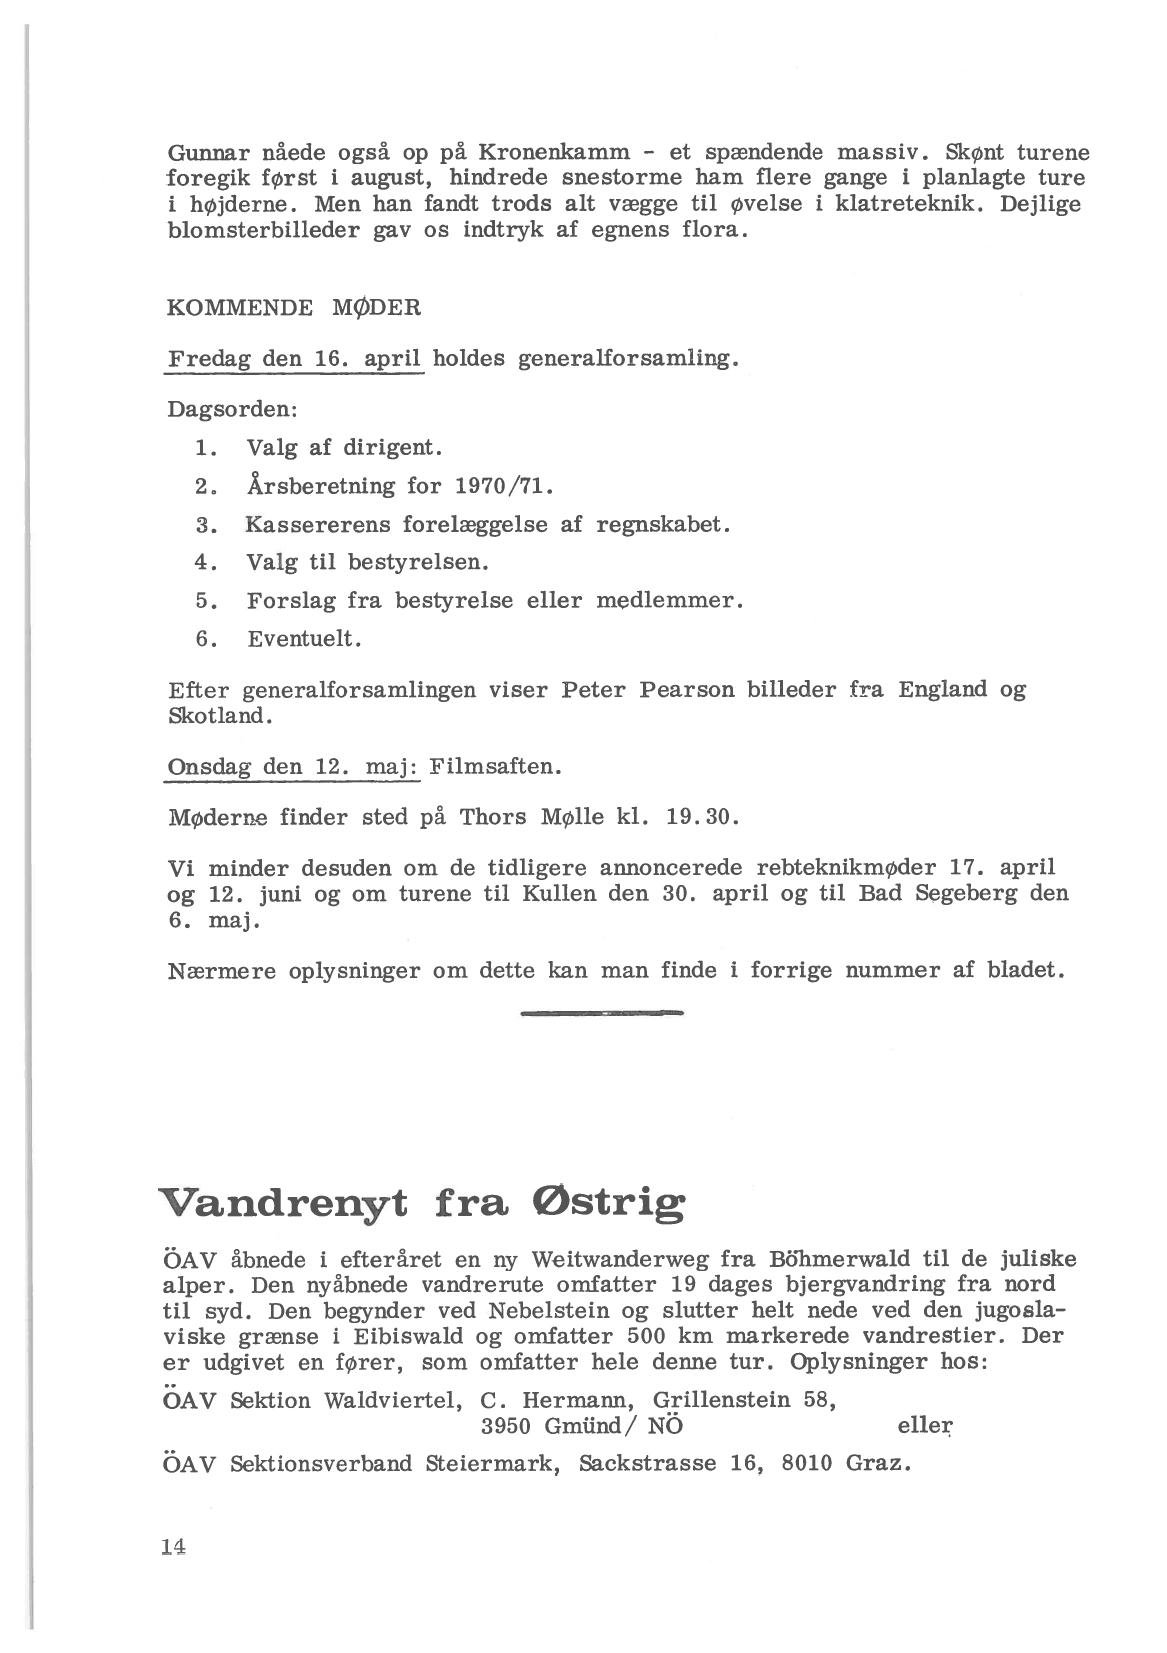 Gunnar nåede også op på Kronenkamm - et spændende massiv. Skønt turene
foregik først i august, hindrede snestorme ham flere gange i planlagte ture
i højderne. Men han fandt trods alt vægge til øvelse i klatreteknik. Dejlige
blomsterbilleder gav os indtryk af egnens flora.
KOMMENDE MØDER
Fredag den 16. april holdes generalforsamling.
Dagsorden:
1. Valg af dirigent.
2. Årsberetning for 1970/71.
3. Kassererens forelæggelse af regnskabet.
4. Valg til bestyrelsen.
5. Forslag fra bestyrelse eller medlemmer.
6. Eventuelt.
Efter generalforsamlingen viser Peter Pearson billeder fra England og
Skotland.
Onsdag den 12. maj: Filmsaften.
Møderne finder sted på Thors Mølle kl. 19.30.
Vi minder desuden om de tidligere annoncerede rebteknikmøder 17. april
og 12. juni og om turene til Kullen den 30. april og til Bad Segeberg den
6. maj.
Nærmere oplysninger om dette kan man finde i forrige nummer af bladet.
Vandrenyt fra Østrig
ÖAV åbnede i efteråret en ny Weitwanderweg fra Böhmerwald til de juliske
alper. Den nyåbnede vandrerute omfatter 19 dages bjergvandring fra nord
til syd. Den begynder ved Nebelstein og slutter helt nede ved den jugosla-
viske grænse i Eibiswald og omfatter 500 km markerede vandrestier. Der
er udgivet en fører, som omfatter hele denne tur. Oplysninger hos:
ÖAV Sektion Waldviertel, C. Hermann, Grillenstein 58,
3950 Gmünd/ NÖ eller
ÖAV Sektionsverband Steiermark, Sackstrasse 16, 8010 Graz.
14